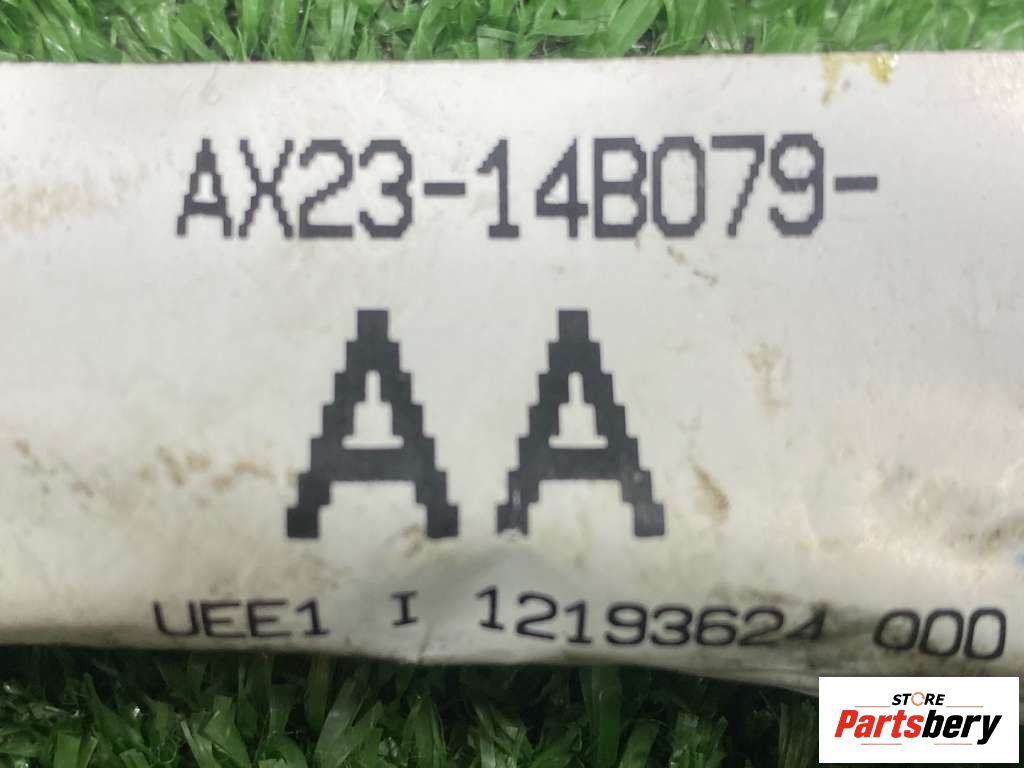 AX23-14B079-
AA
UEE1 I 12193624 000
STORE
Partsbery